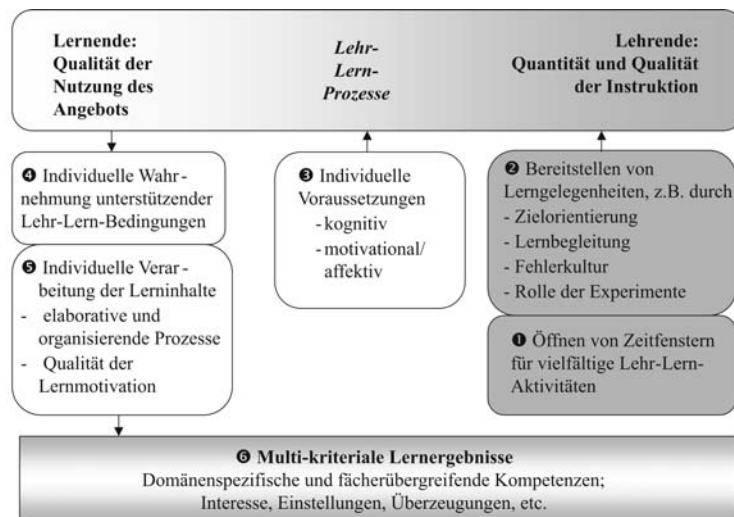 Lernende:
Qualität der
Nutzung des
Angebots
Lehr-
Lern-
Prozesse
Lehrende:
Quantität und Qualität
der Instruktion
❹ Individuelle Wahr-
nehmung unterstützender
Lehr-Lern-Bedingungen
❺ Individuelle Verar-
beitung der Lerninhalte
- elaborative und
organisierende Prozesse
- Qualität der
Lernmotivation
❸ Individuelle
Voraussetzungen
- kognitiv
- motivational/
affektiv
❷ Bereitstellen von
Lerngelegenheiten, z.B. durch
- Zielorientierung
- Lernbegleitung
- Fehlerkultur
- Rolle der Experimente
❶ Öffnen von Zeitfenstern
für vielfältige Lehr-Lern-
Aktivitäten
❻ Multi-kriteriale Lernergebnisse
Domänenspezifische und fächerübergreifende Kompetenzen;
Interesse, Einstellungen, Überzeugungen, etc.